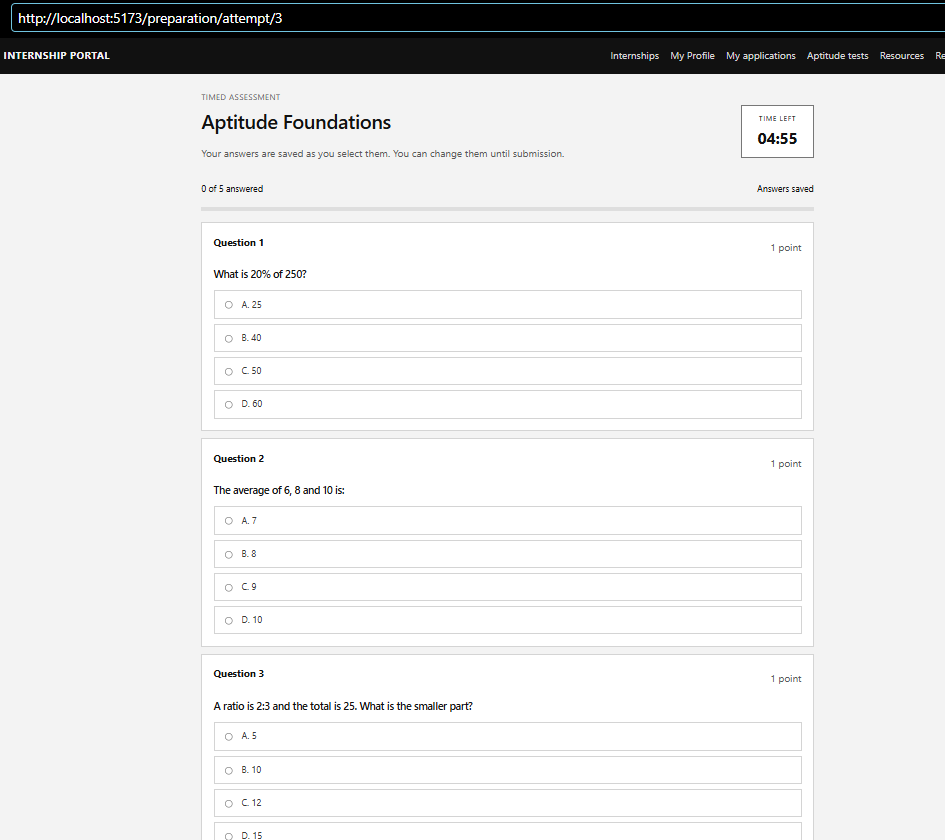 http://localhost:5173/preparation/attempt/3
INTERNSHIP PORTAL
Internships My Profile My applications Aptitude tests Resources
TIMED ASSESSMENT
Aptitude Foundations
TIME LEFT
04:55
Your answers are saved as you select them. You can change them until submission.
0 of 5 answered
Answers saved
Question 1
1 point
What is 20% of 250?
A. 25
B. 40
C. 50
D. 60
Question 2
1 point
The average of 6, 8 and 10 is:
A. 7
B. 8
C. 9
D. 10
Question 3
1 point
A ratio is 2:3 and the total is 25. What is the smaller part?
A. 5
B. 10
C. 12
D. 15